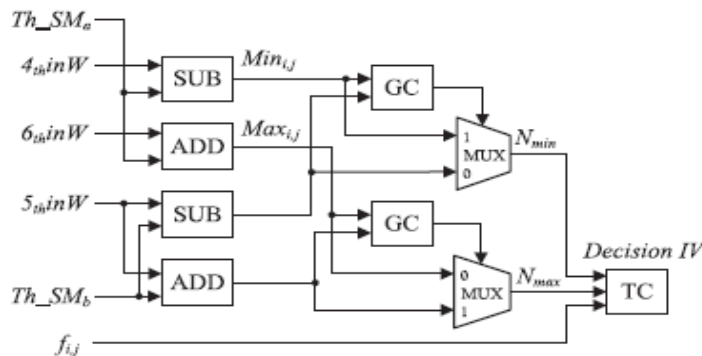 Th_SMa
4thinW
SUB
Mini,j
GC
6thinW
ADD
Maxi,j
1
MUX
0
Nmin
5thinW
SUB
GC
Decision IV
Th_SMb
ADD
0
MUX
1
Nmax
TC
fi,j